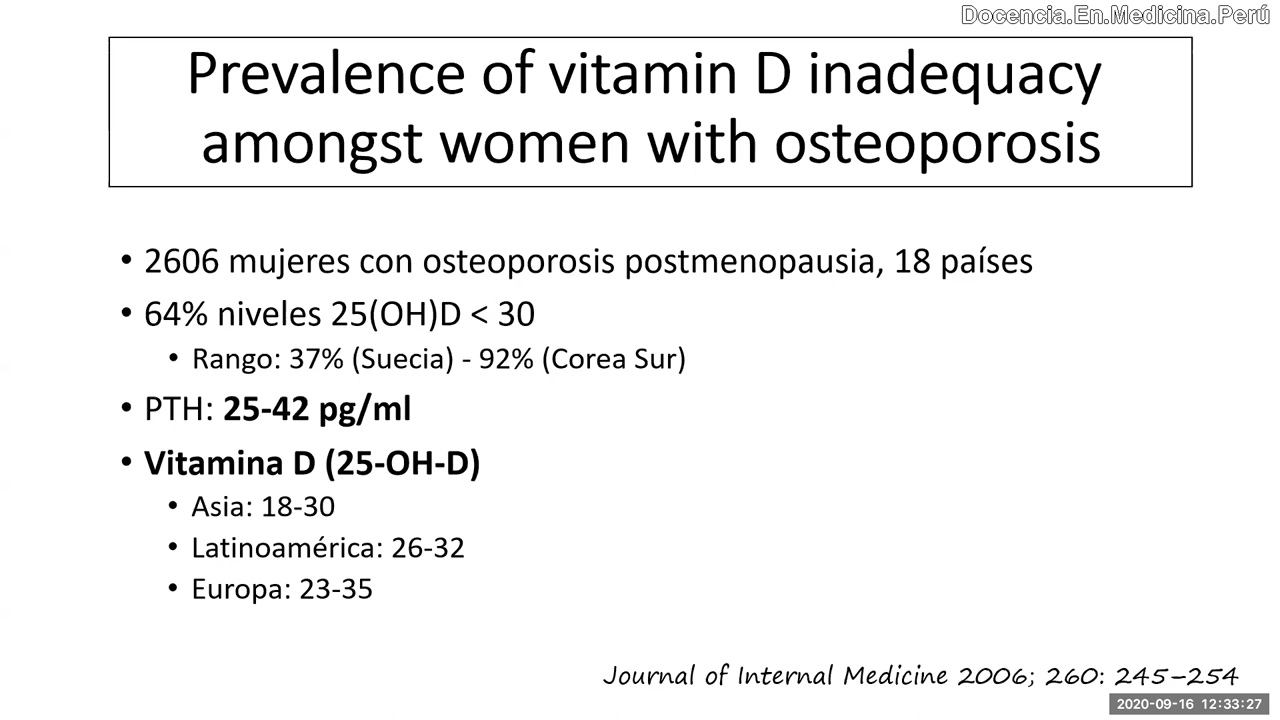 Docencia.En.Medicina.Perú
Prevalence of vitamin D inadequacy
amongst women with osteoporosis
• 2606 mujeres con osteoporosis postmenopausia, 18 países
• 64% niveles 25(OH)D < 30
• Rango: 37% (Suecia) - 92% (Corea Sur)
• PTH: 25-42 pg/ml
• Vitamina D (25-OH-D)
• Asia: 18-30
• Latinoamérica: 26-32
• Europa: 23-35
Journal of Internal Medicine 2006; 260: 245–254
2020-09-16 12:33:27